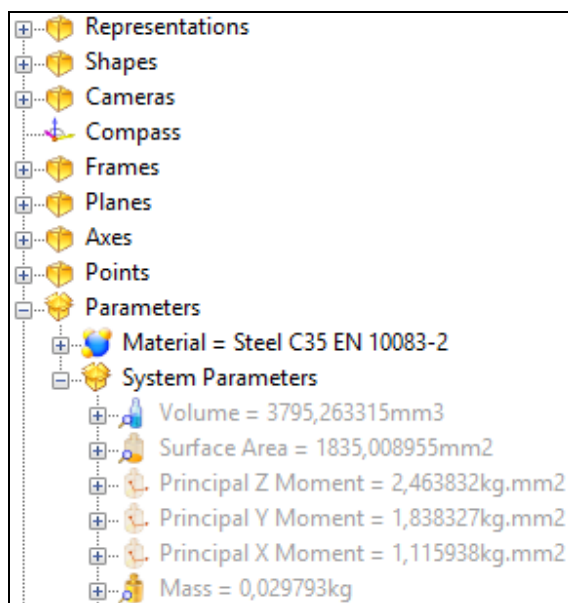 Representations
Shapes
Cameras
Compass
Frames
Planes
Axes
Points
Parameters
Material = Steel C35 EN 10083-2
System Parameters
Volume = 3795,263315mm3
Surface Area = 1835,008955mm2
Principal Z Moment = 2,463832kg.mm2
Principal Y Moment = 1,838327kg.mm2
Principal X Moment = 1,115938kg.mm2
Mass = 0,029793kg